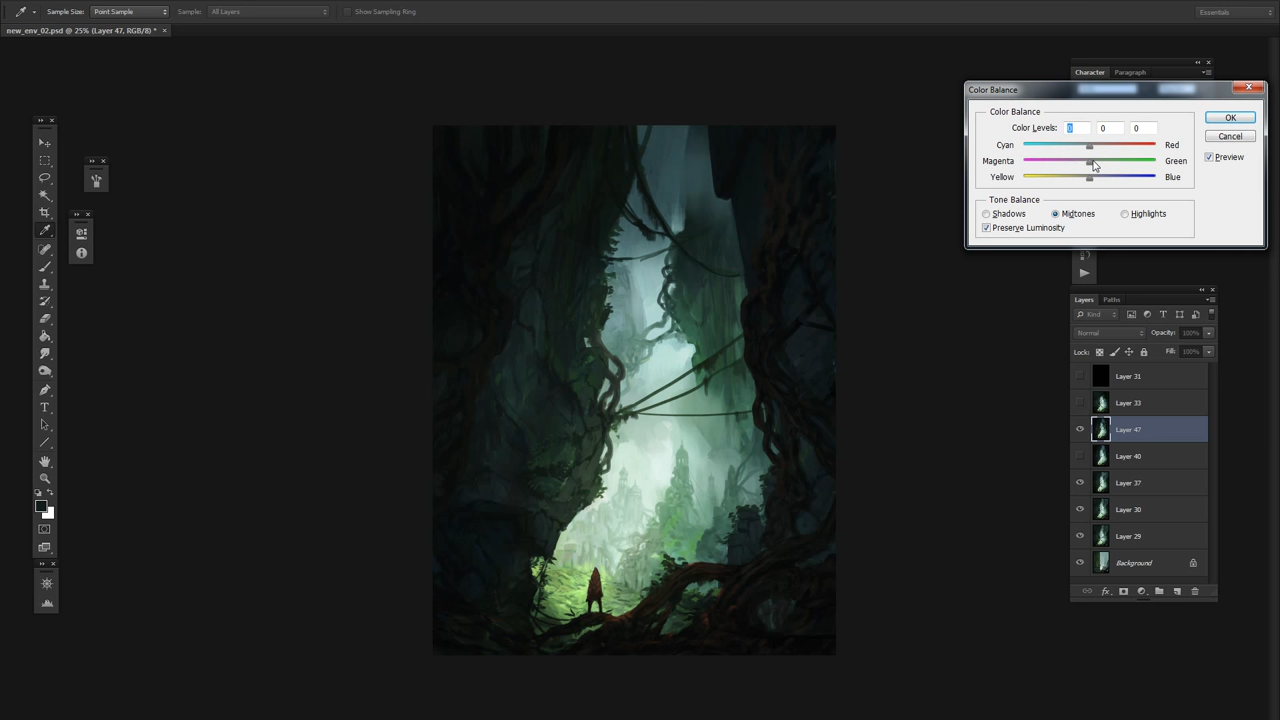 Sample Size: Point Sample Sample: All Layers Show Sampling Ring Essentials
new_env_02.psd @ 25% (Layer 47, RGB/8) * ×
Character Paragraph
Color Balance
Color Balance
Color Levels: 0 0 0
OK
Cyan Red
Cancel
Magenta Green
Preview
Yellow Blue
Tone Balance
Shadows Midtones Highlights
Preserve Luminosity
Layers Paths
Kind
Normal Opacity: 100%
Lock: Fill: 100%
Layer 31
Layer 33
Layer 47
Layer 40
Layer 37
Layer 30
Layer 29
Background